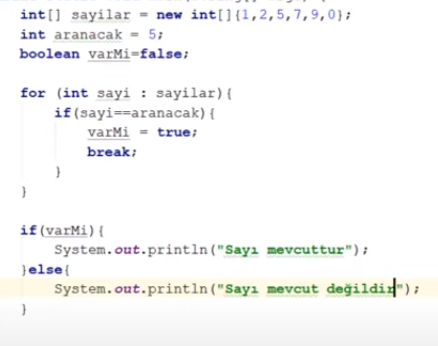 int[] sayilar = new int[]{1,2,5,7,9,0};
int aranacak = 5;
boolean varMi=false;
for (int sayi : sayilar){
if(sayi==aranacak){
varMi = true;
break;
}
}
if(varMi){
System.out.println("Sayı mevcuttur");
}else{
System.out.println("Sayı mevcut değildir");
}